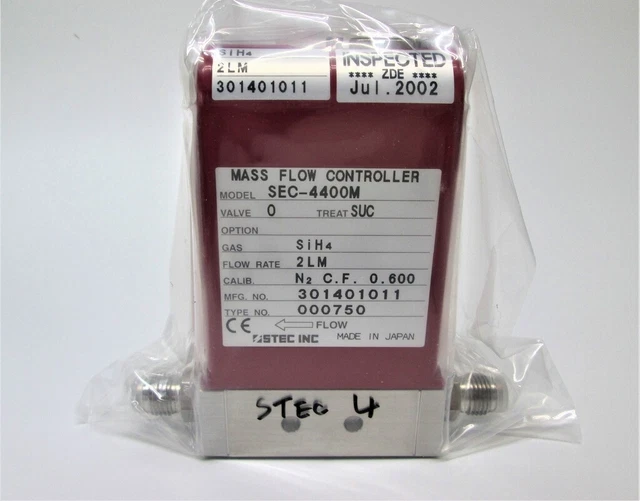 SiH4
2LM
301401011
INSPECTED
**** ZDE ****
Jul.2002
MASS FLOW CONTROLLER
MODEL SEC-4400M
VALVE O TREAT SUC
OPTION
GAS SiH4
FLOW RATE 2LM
CALIB. N2 C.F. 0.600
MFG. NO. 301401011
TYPE NO. 000750
CE FLOW
STEC INC MADE IN JAPAN
STEC 4